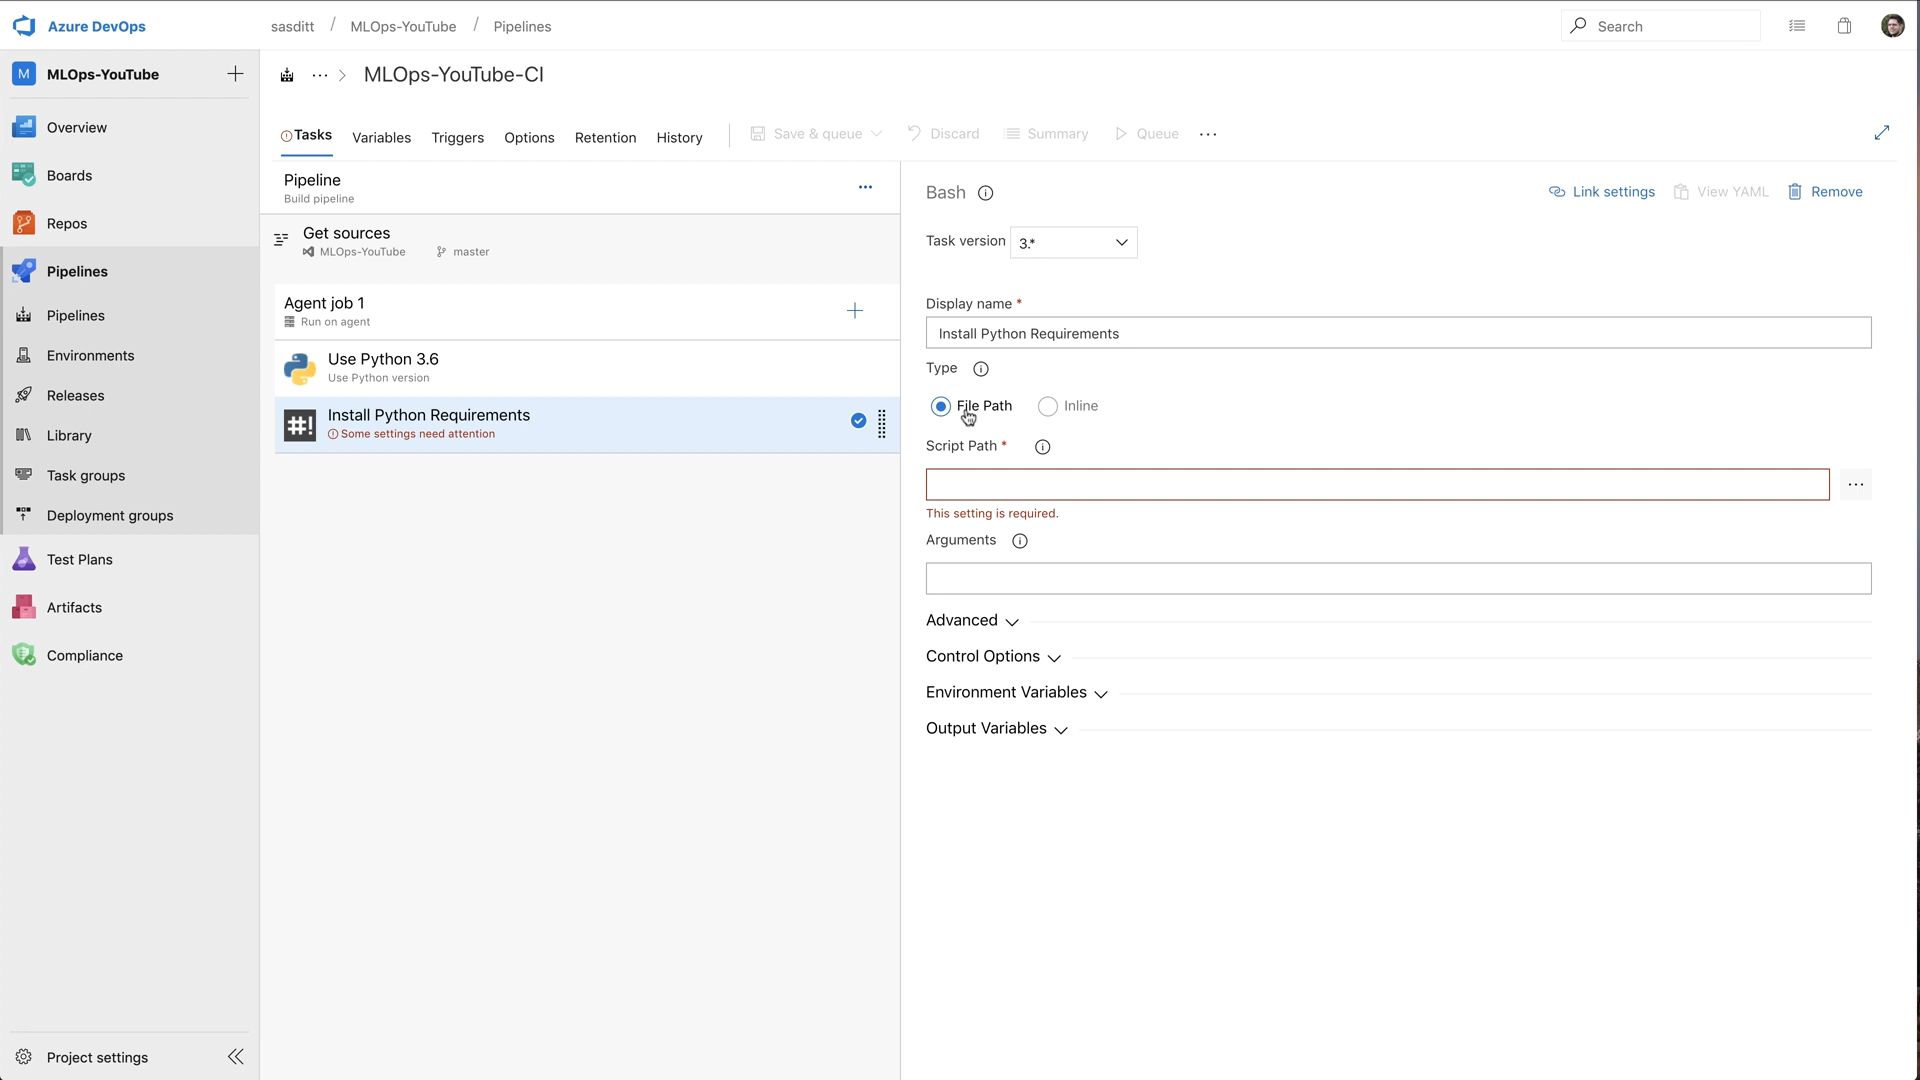 Azure DevOps
sasditt / MLOps-YouTube / Pipelines
Search
M MLOps-YouTube
MLOps-YouTube-CI
Overview
Boards
Repos
Pipelines
Pipelines
Environments
Releases
Library
Task groups
Deployment groups
Test Plans
Artifacts
Compliance
Project settings
Tasks Variables Triggers Options Retention History Save & queue Discard Summary Queue
Pipeline
Build pipeline
Get sources
MLOps-YouTube master
Agent job 1
Run on agent
Use Python 3.6
Use Python version
#! Install Python Requirements
Some settings need attention
Bash
Link settings View YAML Remove
Task version 3.*
Display name *
Install Python Requirements
Type
File Path Inline
Script Path *
This setting is required.
Arguments
Advanced
Control Options
Environment Variables
Output Variables